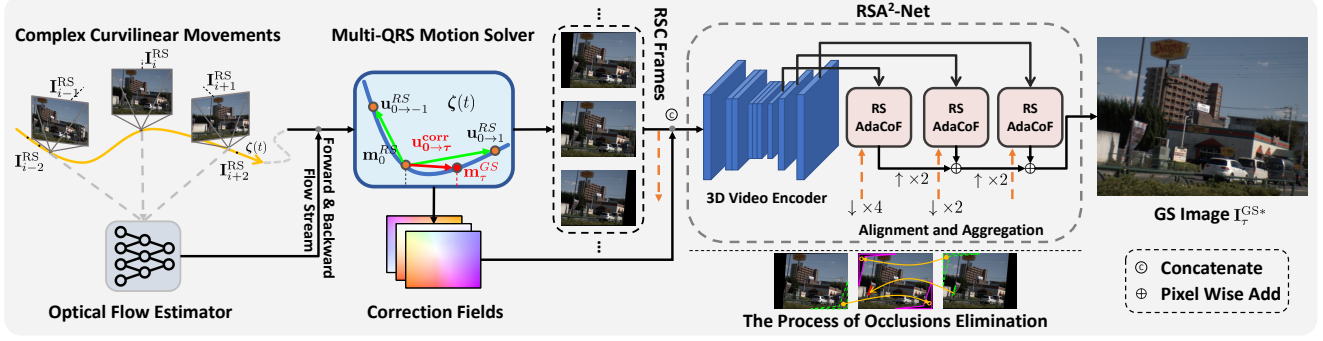 Complex Curvilinear Movements
I_{i-2}^{RS}
I_{i-1}^{RS}
I_i^{RS}
I_{i+1}^{RS}
I_{i+2}^{RS}
ζ(t)
Optical Flow Estimator
Forward & Backward
Flow Stream
Multi-QRS Motion Solver
u_{0→-1}^{RS}
ζ(t)
u_{0→1}^{RS}
u_{0→τ}^{corr}
m_0^{RS}
m_τ^{GS}
Correction Fields
...
...
RSC Frames
©
RSA²-Net
3D Video Encoder
RS
AdaCoF
RS
AdaCoF
RS
AdaCoF
↑ ×2
⊕
↑ ×2
⊕
↓ ×4
↓ ×2
Alignment and Aggregation
The Process of Occlusions Elimination
GS Image I_τ^{GS*}
© Concatenate
⊕ Pixel Wise Add